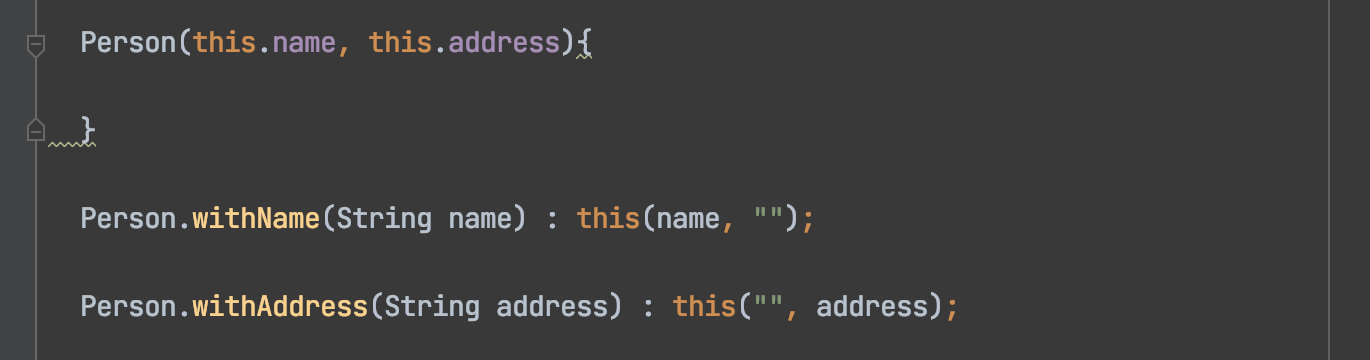 Person(this.name, this.address){
}
Person.withName(String name) : this(name, "");
Person.withAddress(String address) : this("", address);